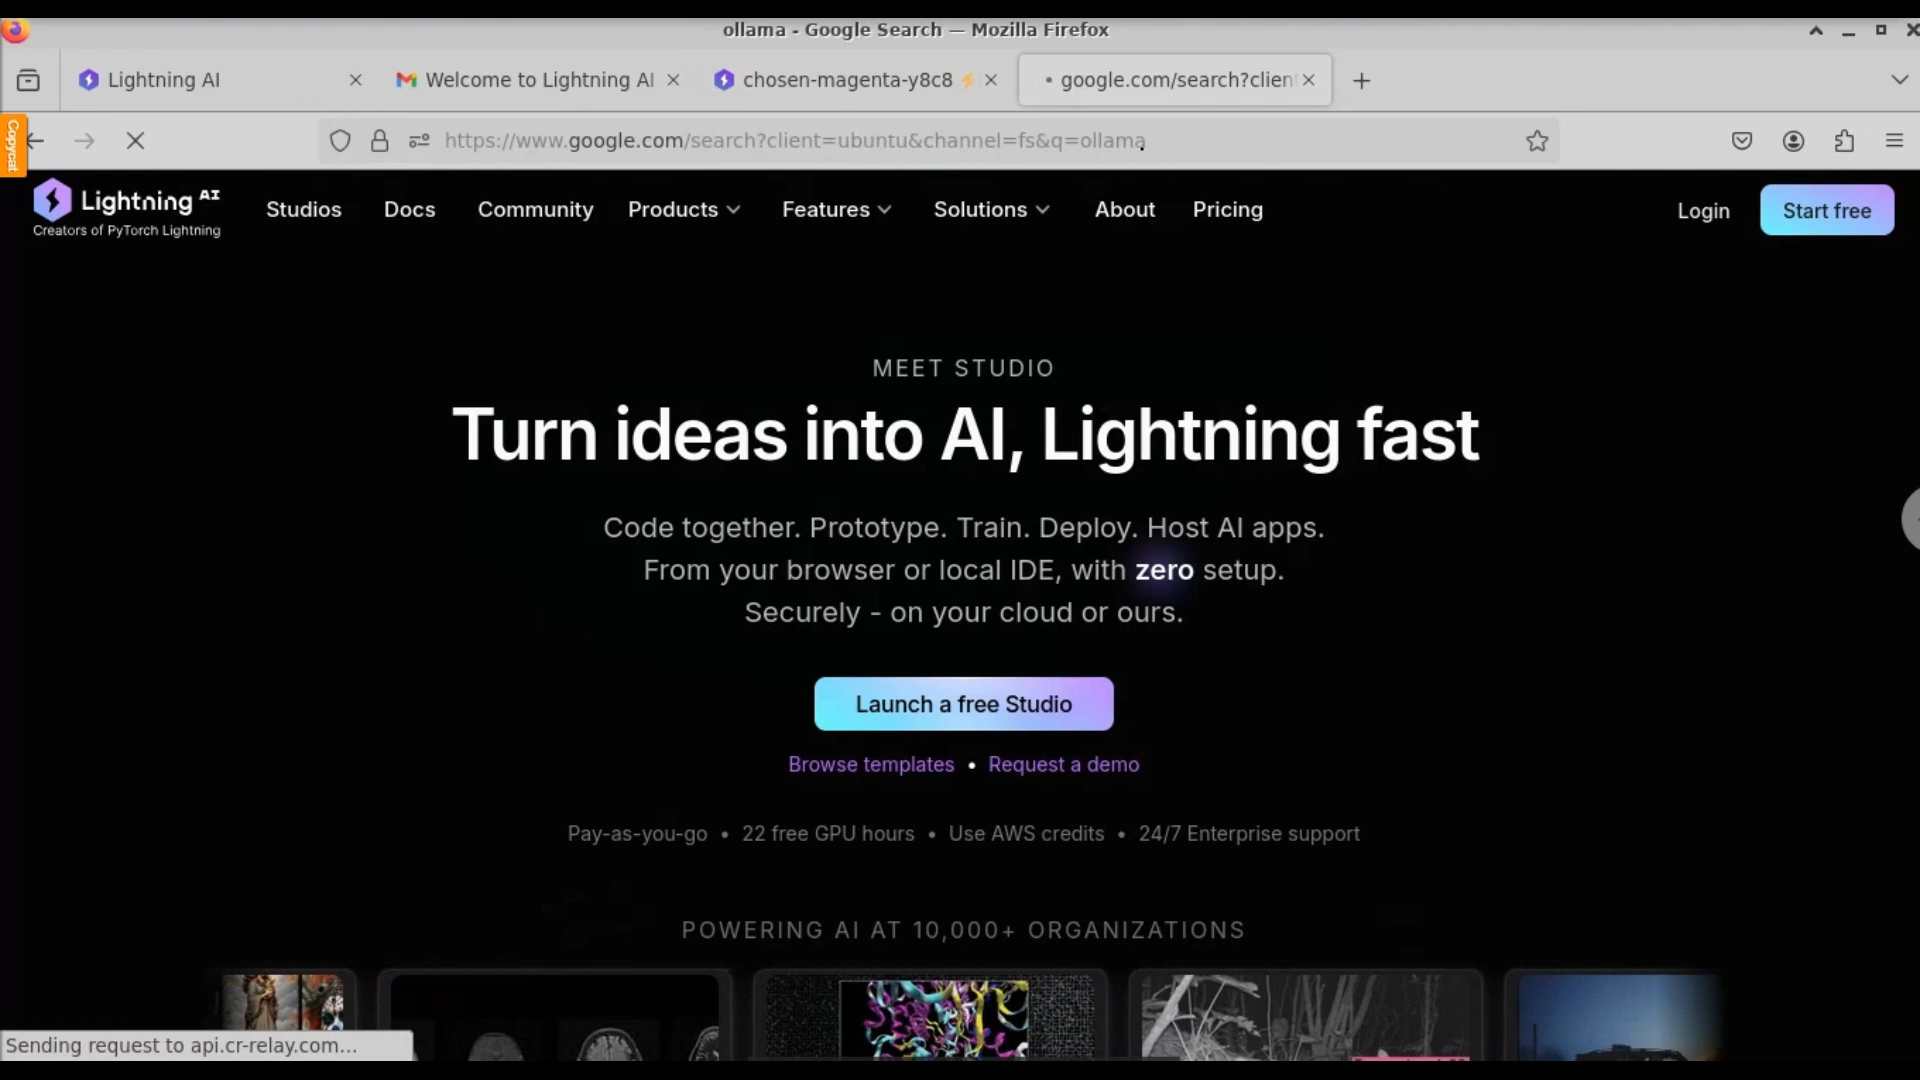 ollama - Google Search — Mozilla Firefox
Lightning AI
Welcome to Lightning AI
chosen-magenta-y8c8 ⚡
google.com/search?client
https://www.google.com/search?client=ubuntu&channel=fs&q=ollama
Copycat
Lightning AI
Creators of PyTorch Lightning
Studios
Docs
Community
Products
Features
Solutions
About
Pricing
Login
Start free
MEET STUDIO
Turn ideas into AI, Lightning fast
Code together. Prototype. Train. Deploy. Host AI apps.
From your browser or local IDE, with zero setup.
Securely - on your cloud or ours.
Launch a free Studio
Browse templates • Request a demo
Pay-as-you-go • 22 free GPU hours • Use AWS credits • 24/7 Enterprise support
POWERING AI AT 10,000+ ORGANIZATIONS
Sending request to api.cr-relay.com...